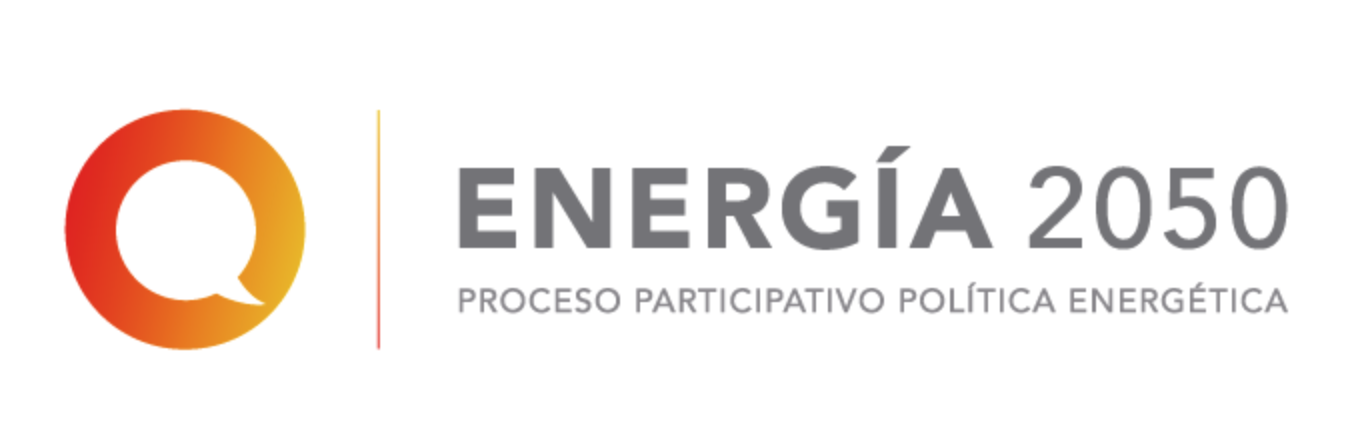 ENERGÍA 2050
PROCESO PARTICIPATIVO POLÍTICA ENERGÉTICA